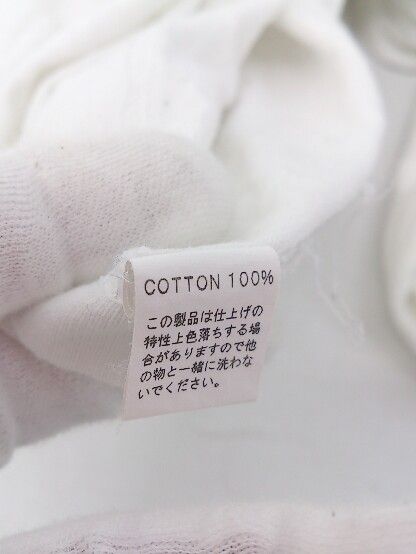 COTTON 100%
この製品は仕上げの
特性上色落ちする場
合がありますので他
の物と一緒に洗わな
いでください。